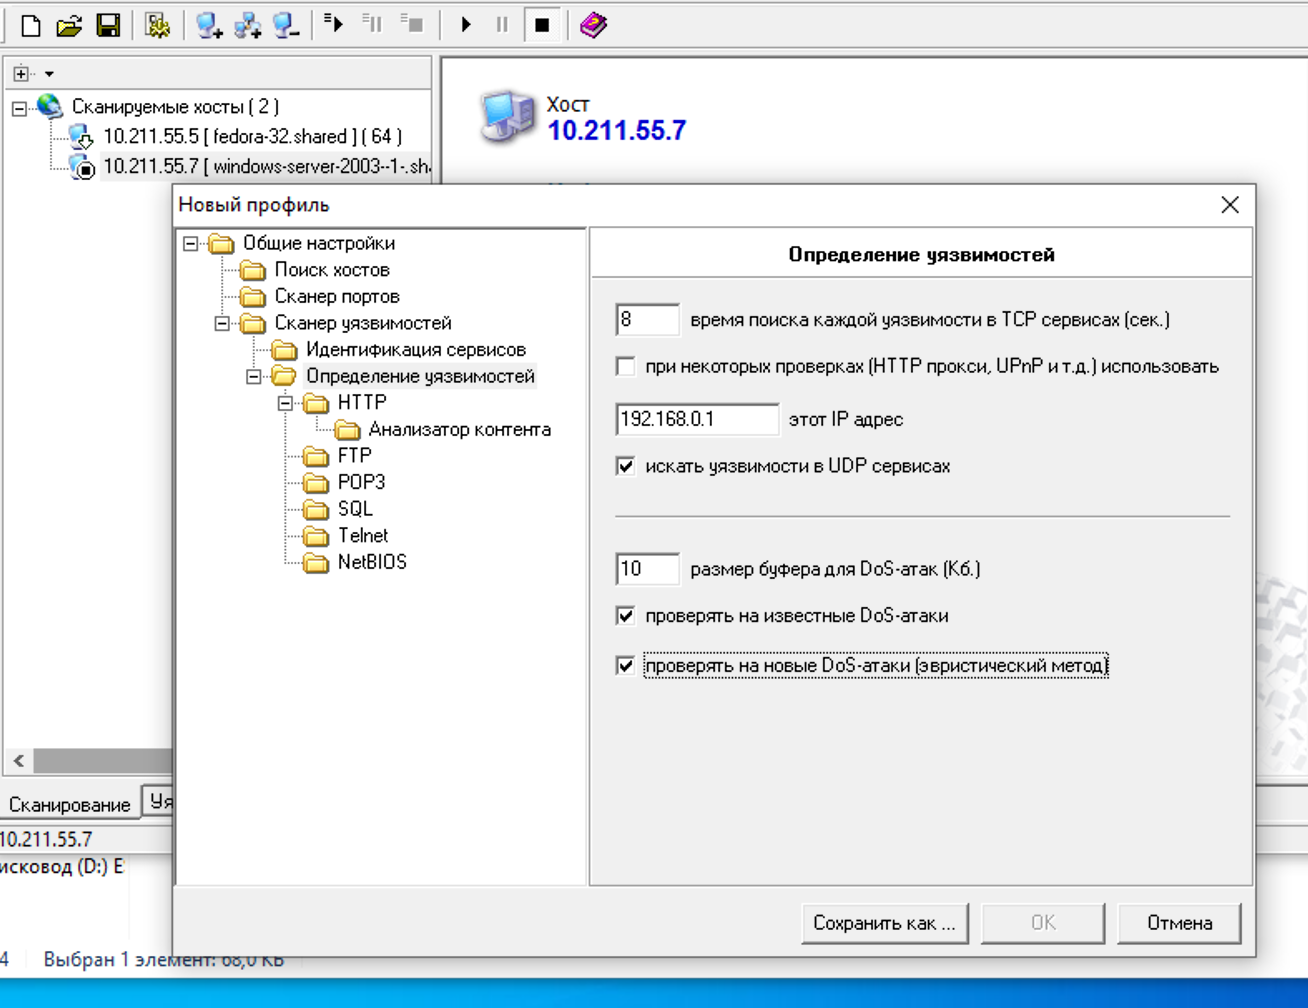 Сканируемые хосты ( 2 )
10.211.55.5 [ fedora-32.shared ] ( 64 )
10.211.55.7 [ windows-server-2003--1-.sha
Хост
10.211.55.7
Новый профиль
Общие настройки
Поиск хостов
Сканер портов
Сканер уязвимостей
Идентификация сервисов
Определение уязвимостей
HTTP
Анализатор контента
FTP
POP3
SQL
Telnet
NetBIOS
Определение уязвимостей
8 время поиска каждой уязвимости в TCP сервисах (сек.)
при некоторых проверках (HTTP прокси, UPnP и т.д.) использовать
192.168.0.1 этот IP адрес
искать уязвимости в UDP сервисах
10 размер буфера для DoS-атак (Кб.)
проверять на известные DoS-атаки
проверять на новые DoS-атаки (эвристический метод)
Сохранить как ... OK Отмена
Сканирование Уя
10.211.55.7
исковод (D:) E
4 Выбран 1 элемент: 68,0 КБ